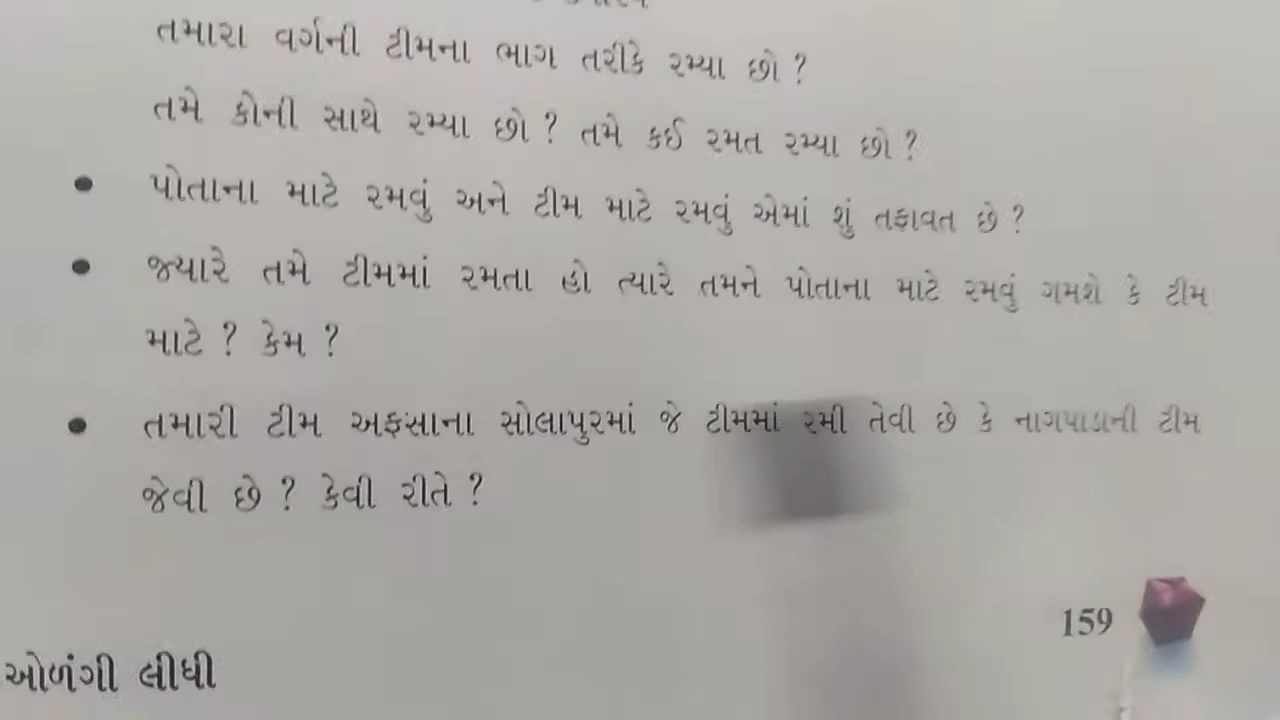 તમારા વર્ગની ટીમના ભાગ તરીકે રમ્યા છો ?
તમે કોની સાથે રમ્યા છો ? તમે કઈ રમત રમ્યા છો ?
• પોતાના માટે રમવું અને ટીમ માટે રમવું એમાં શું તફાવત છે ?
• જ્યારે તમે ટીમમાં રમતા હો ત્યારે તમને પોતાના માટે રમવું ગમશે કે ટીમ
માટે ? કેમ ?
• તમારી ટીમ અફસાના સોલાપુરમાં જે ટીમમાં રમી તેવી છે કે નાગપાડાની ટીમ
જેવી છે ? કેવી રીતે ?
159
ઓળંગી લીધી